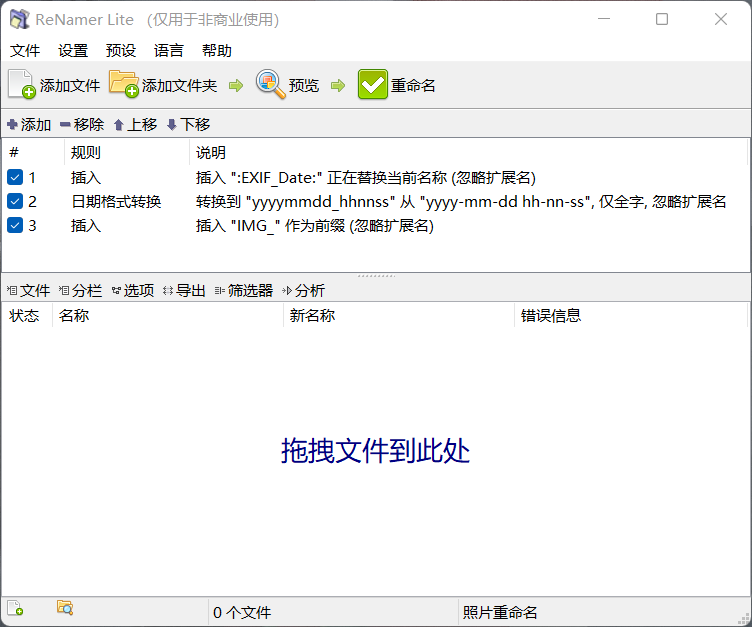 ReNamer Lite （仅用于非商业使用）
文件 设置 预设 语言 帮助
添加文件 添加文件夹 预览 重命名
添加 移除 上移 下移
# 规则 说明
1 插入 插入 ":EXIF_Date:" 正在替换当前名称 (忽略扩展名)
2 日期格式转换 转换到 "yyyymmdd_hhnnss" 从 "yyyy-mm-dd hh-nn-ss", 仅全字, 忽略扩展名
3 插入 插入 "IMG_" 作为前缀 (忽略扩展名)
文件 分栏 选项 导出 筛选器 分析
状态 名称 新名称 错误信息
拖拽文件到此处
0 个文件 照片重命名